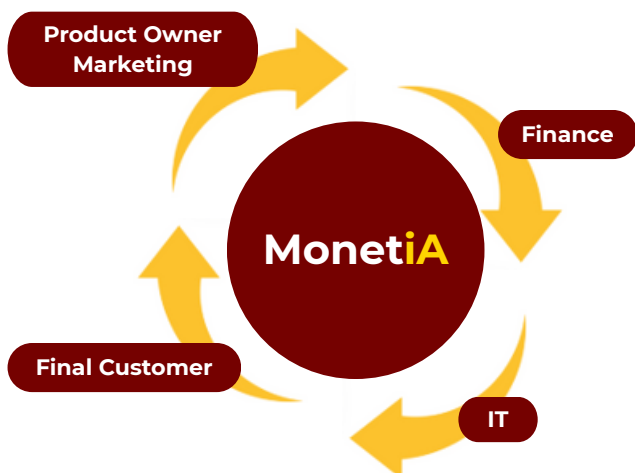 Product Owner
Marketing
Finance
MonetiA
Final Customer
IT